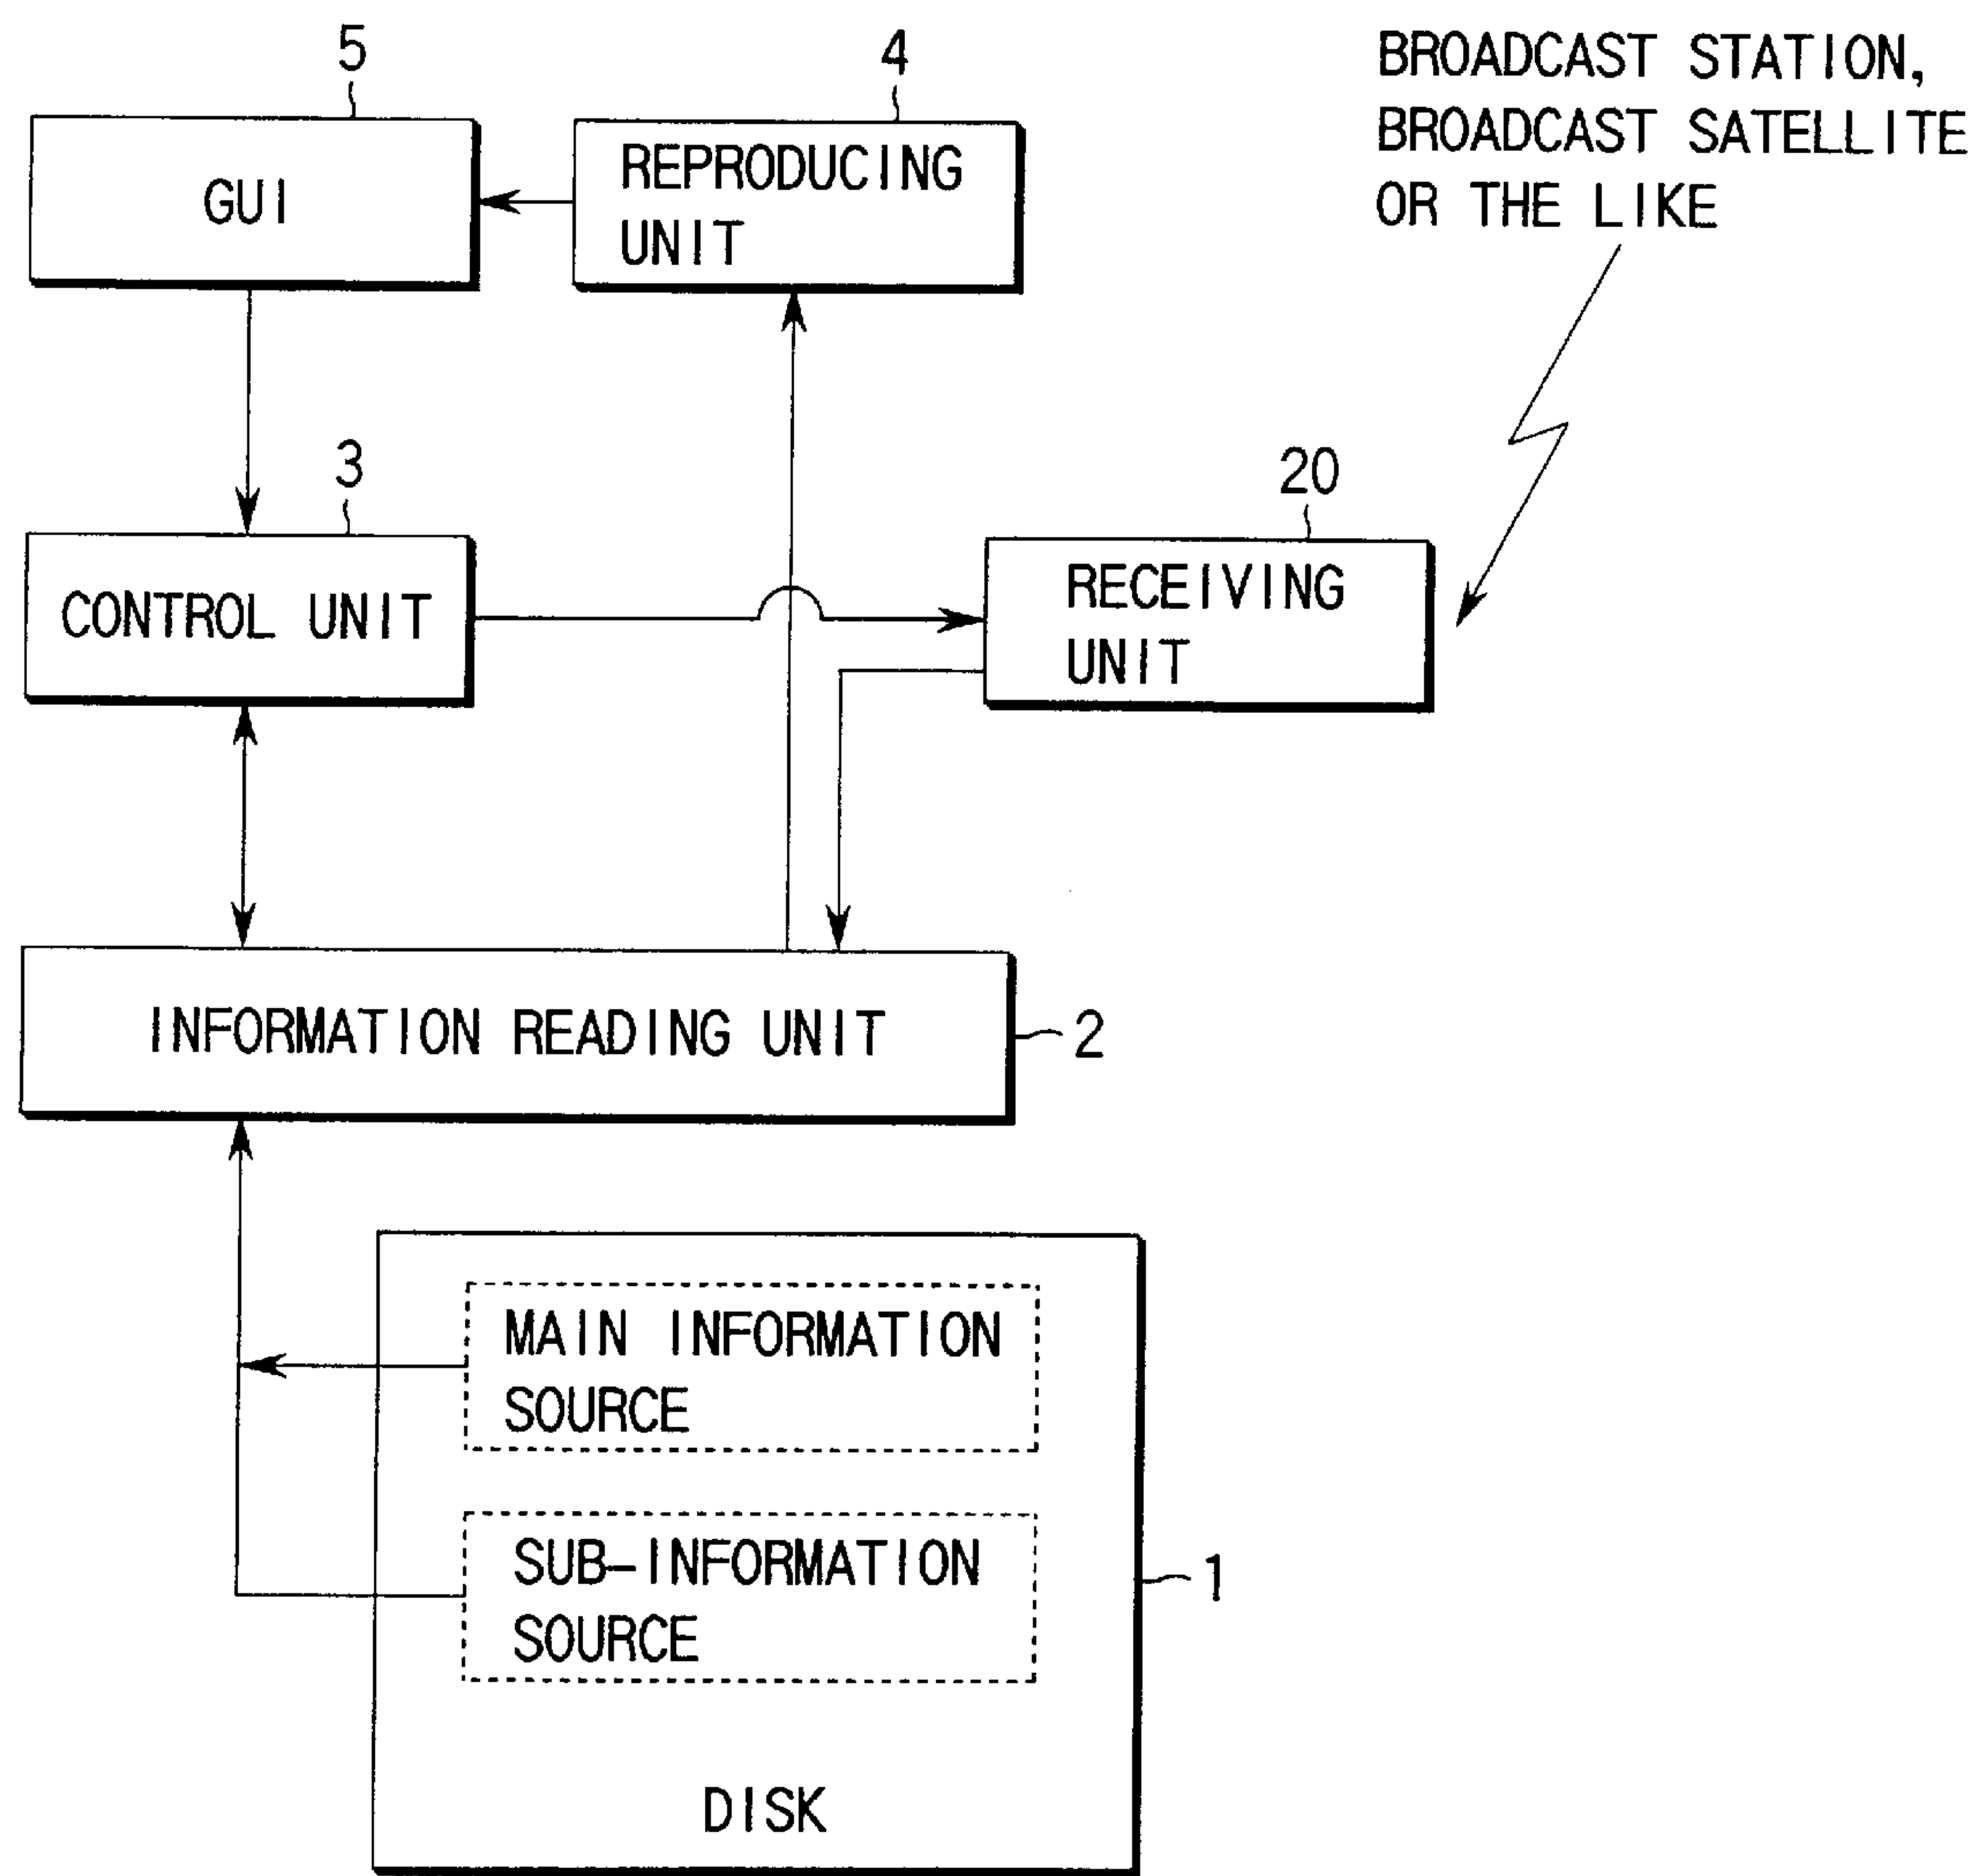 5
4
BROADCAST STATION,
BROADCAST SATELLITE
OR THE LIKE
GUI
REPRODUCING
UNIT
3
20
CONTROL UNIT
RECEIVING
UNIT
INFORMATION READING UNIT
2
MAIN INFORMATION
SOURCE
SUB-INFORMATION
SOURCE
1
DISK